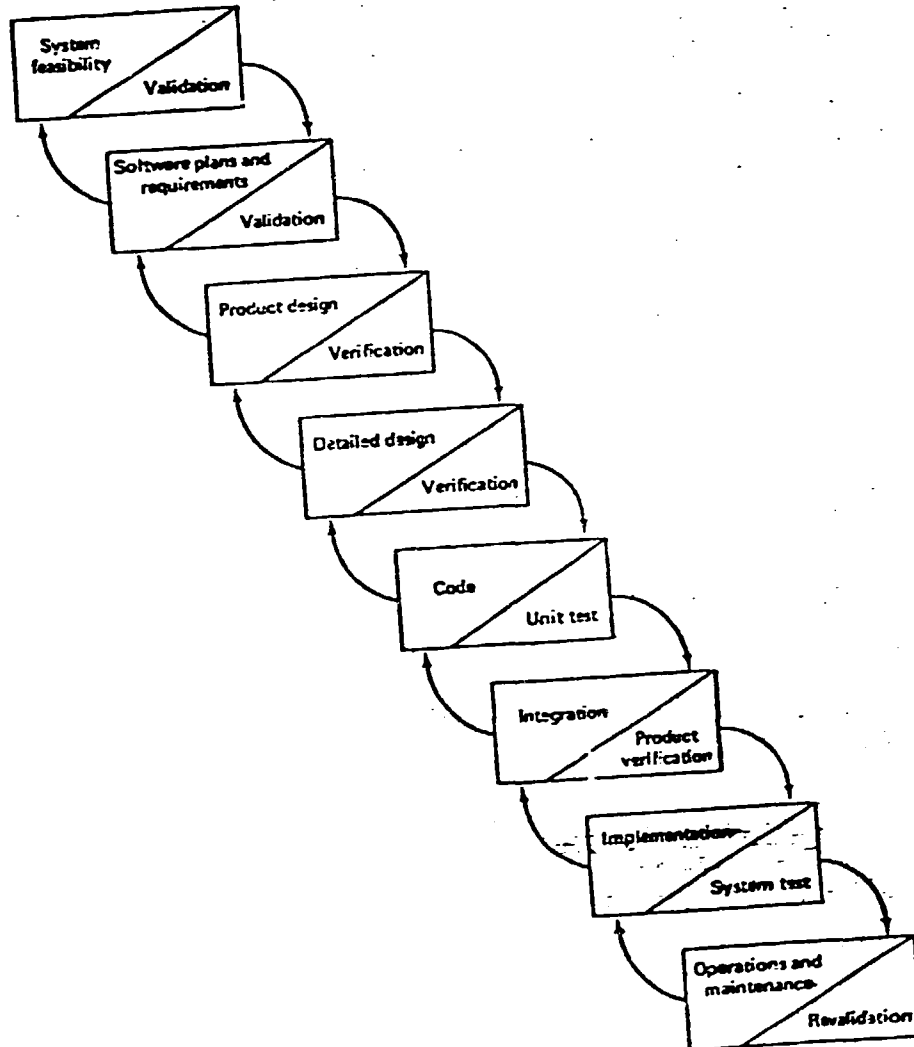 System
feasibility
Validation
Software plans and
requirements
Validation
Product design
Verification
Detailed design
Verification
Code
Unit test
Integration
Product
verification
Implementation
System test
Operations and
maintenance
Revalidation